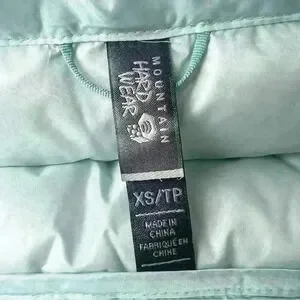 MOUNTAIN
HARD
WEAR
XS/TP
MADE IN
CHINA
FABRIQUÉ EN
CHINE